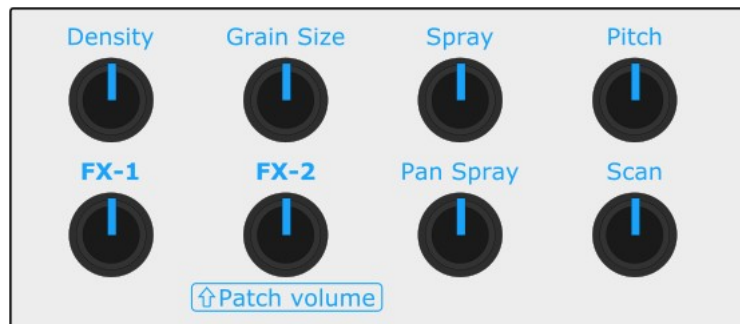 Density Grain Size Spray Pitch
FX-1 FX-2 Pan Spray Scan
⇧Patch volume